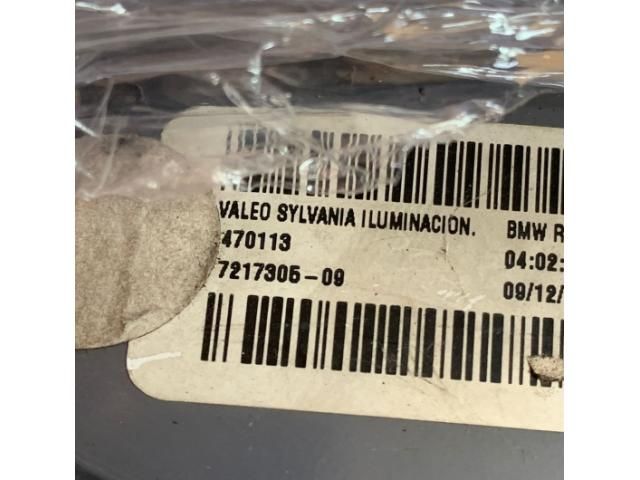 VALEO SYLVANIA ILUMINACION. BMW R
470113 04:02:
7217305-09 09/12/